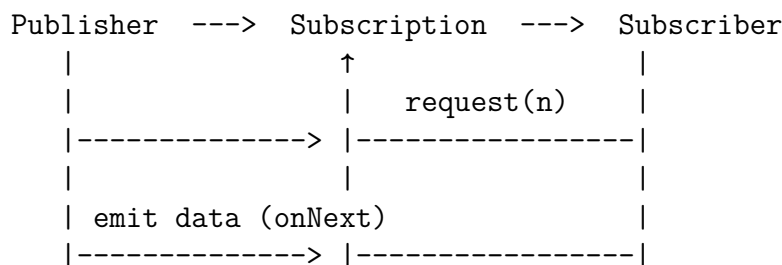 Publisher ---> Subscription ---> Subscriber
| ↑ |
| | request(n) |
|--------------> |-----------------|
| | |
| emit data (onNext) |
|--------------> |-----------------|